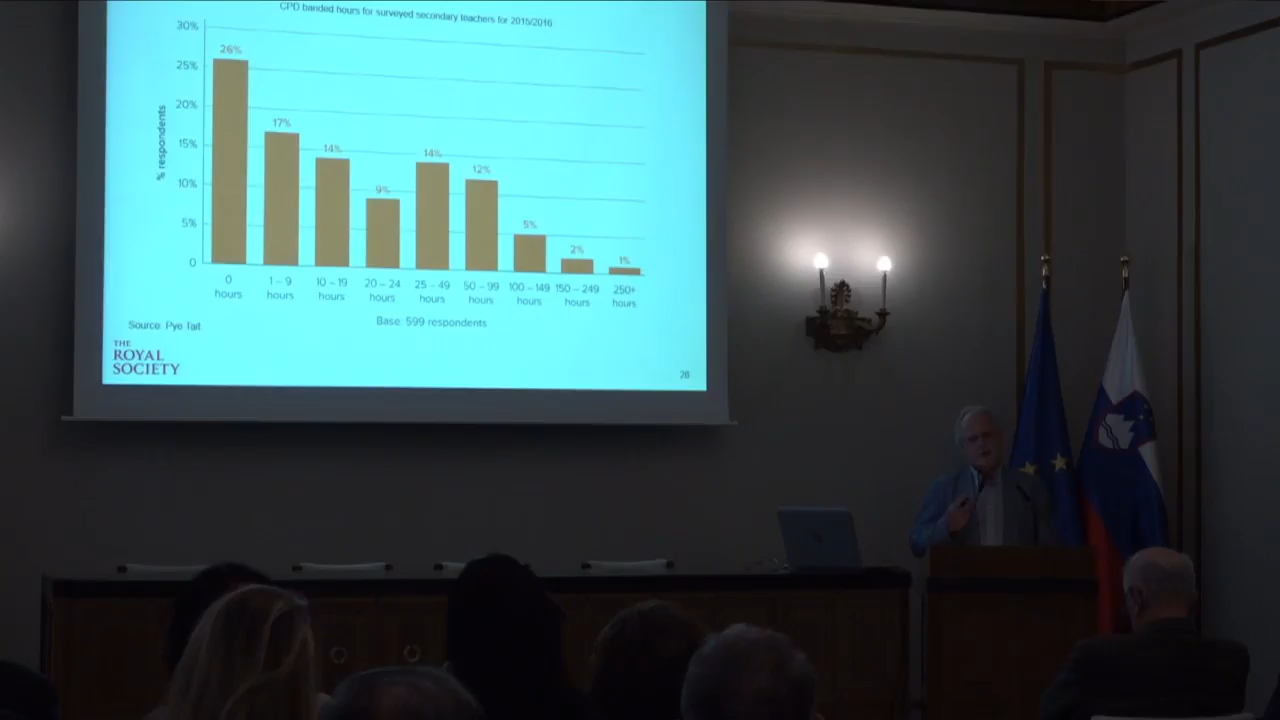 CPD banded hours for surveyed secondary teachers for 2015/2016
30%
25%
20%
15%
10%
5%
0
% respondents
26%
17%
14%
9%
14%
12%
5%
2%
1%
0 hours
1 – 9 hours
10 – 19 hours
20 – 24 hours
25 – 49 hours
50 – 99 hours
100 – 149 hours
150 – 249 hours
250+ hours
Base: 599 respondents
Source: Pye Tait
THE
ROYAL
SOCIETY
28